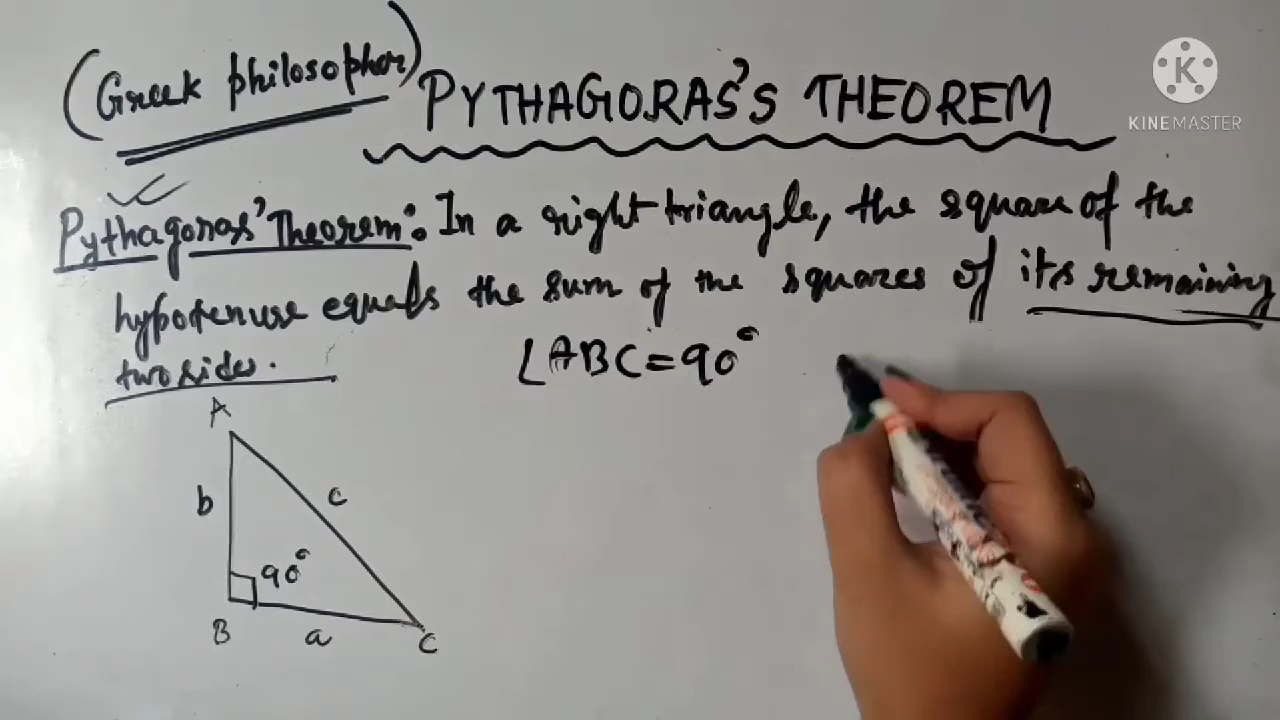 (Greek philosopher) PYTHAGORAS'S THEOREM
KINEMASTER
Pythagoras' Theorem: In a right triangle, the square of the
hypotenuse equals the sum of the squares of its remaining
two sides.
∠ABC=90°
A
b
c
90°
B
a
C